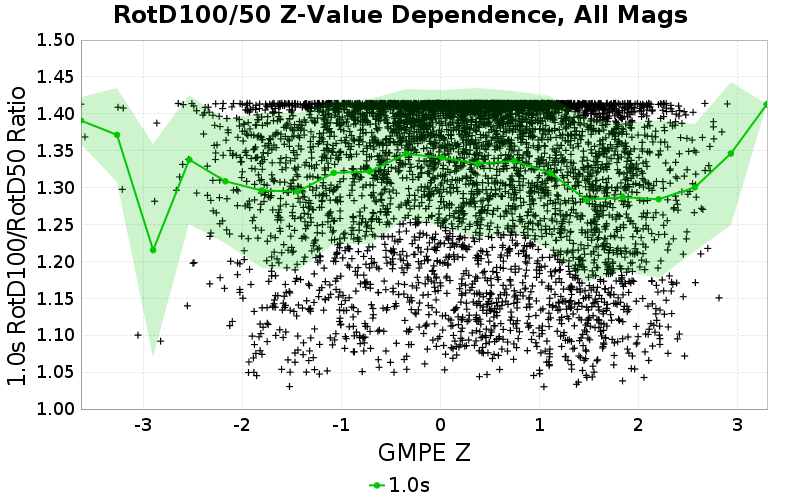 RotD100/50 Z-Value Dependence, All Mags
1.0s RotD100/RotD50 Ratio
1.50
1.45
1.40
1.35
1.30
1.25
1.20
1.15
1.10
1.05
1.00
-3 -2 -1 0 1 2 3
GMPE Z
1.0s